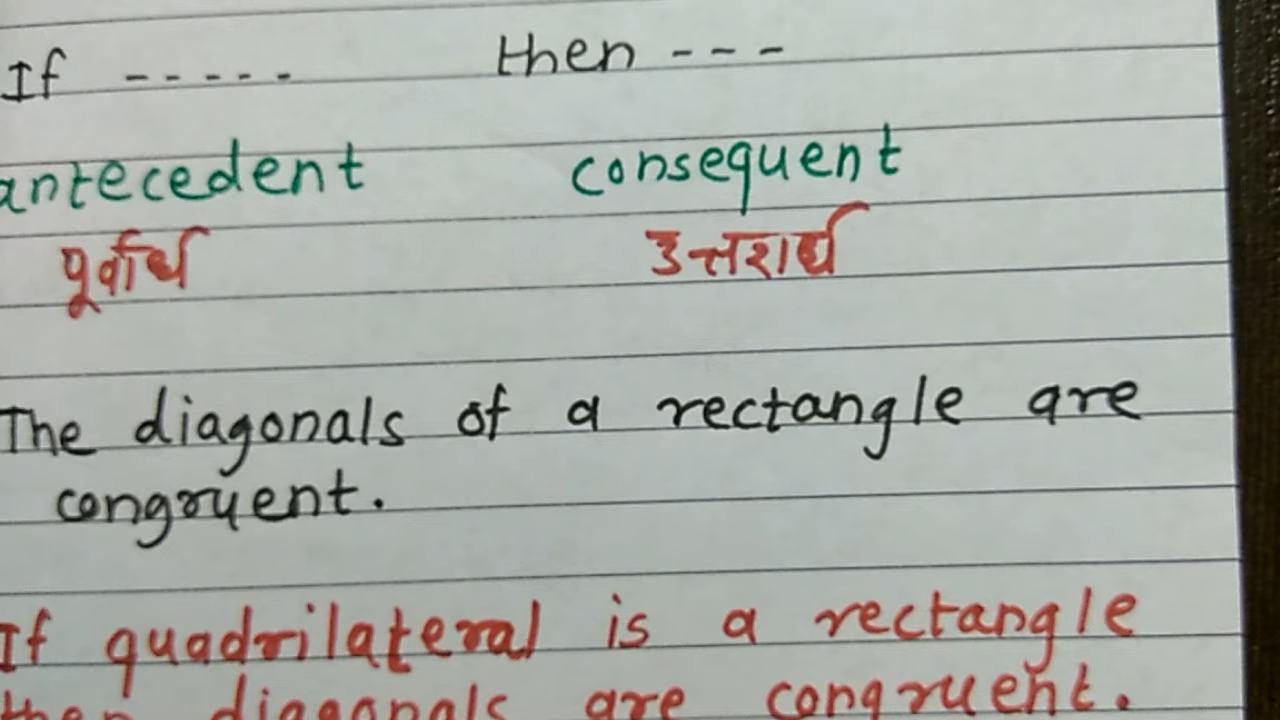 If ----- then ---
antecedent consequent
पूर्वार्ध उत्तरार्ध
The diagonals of a rectangle are
congruent.
If quadrilateral is a rectangle
then diagonals are congruent.